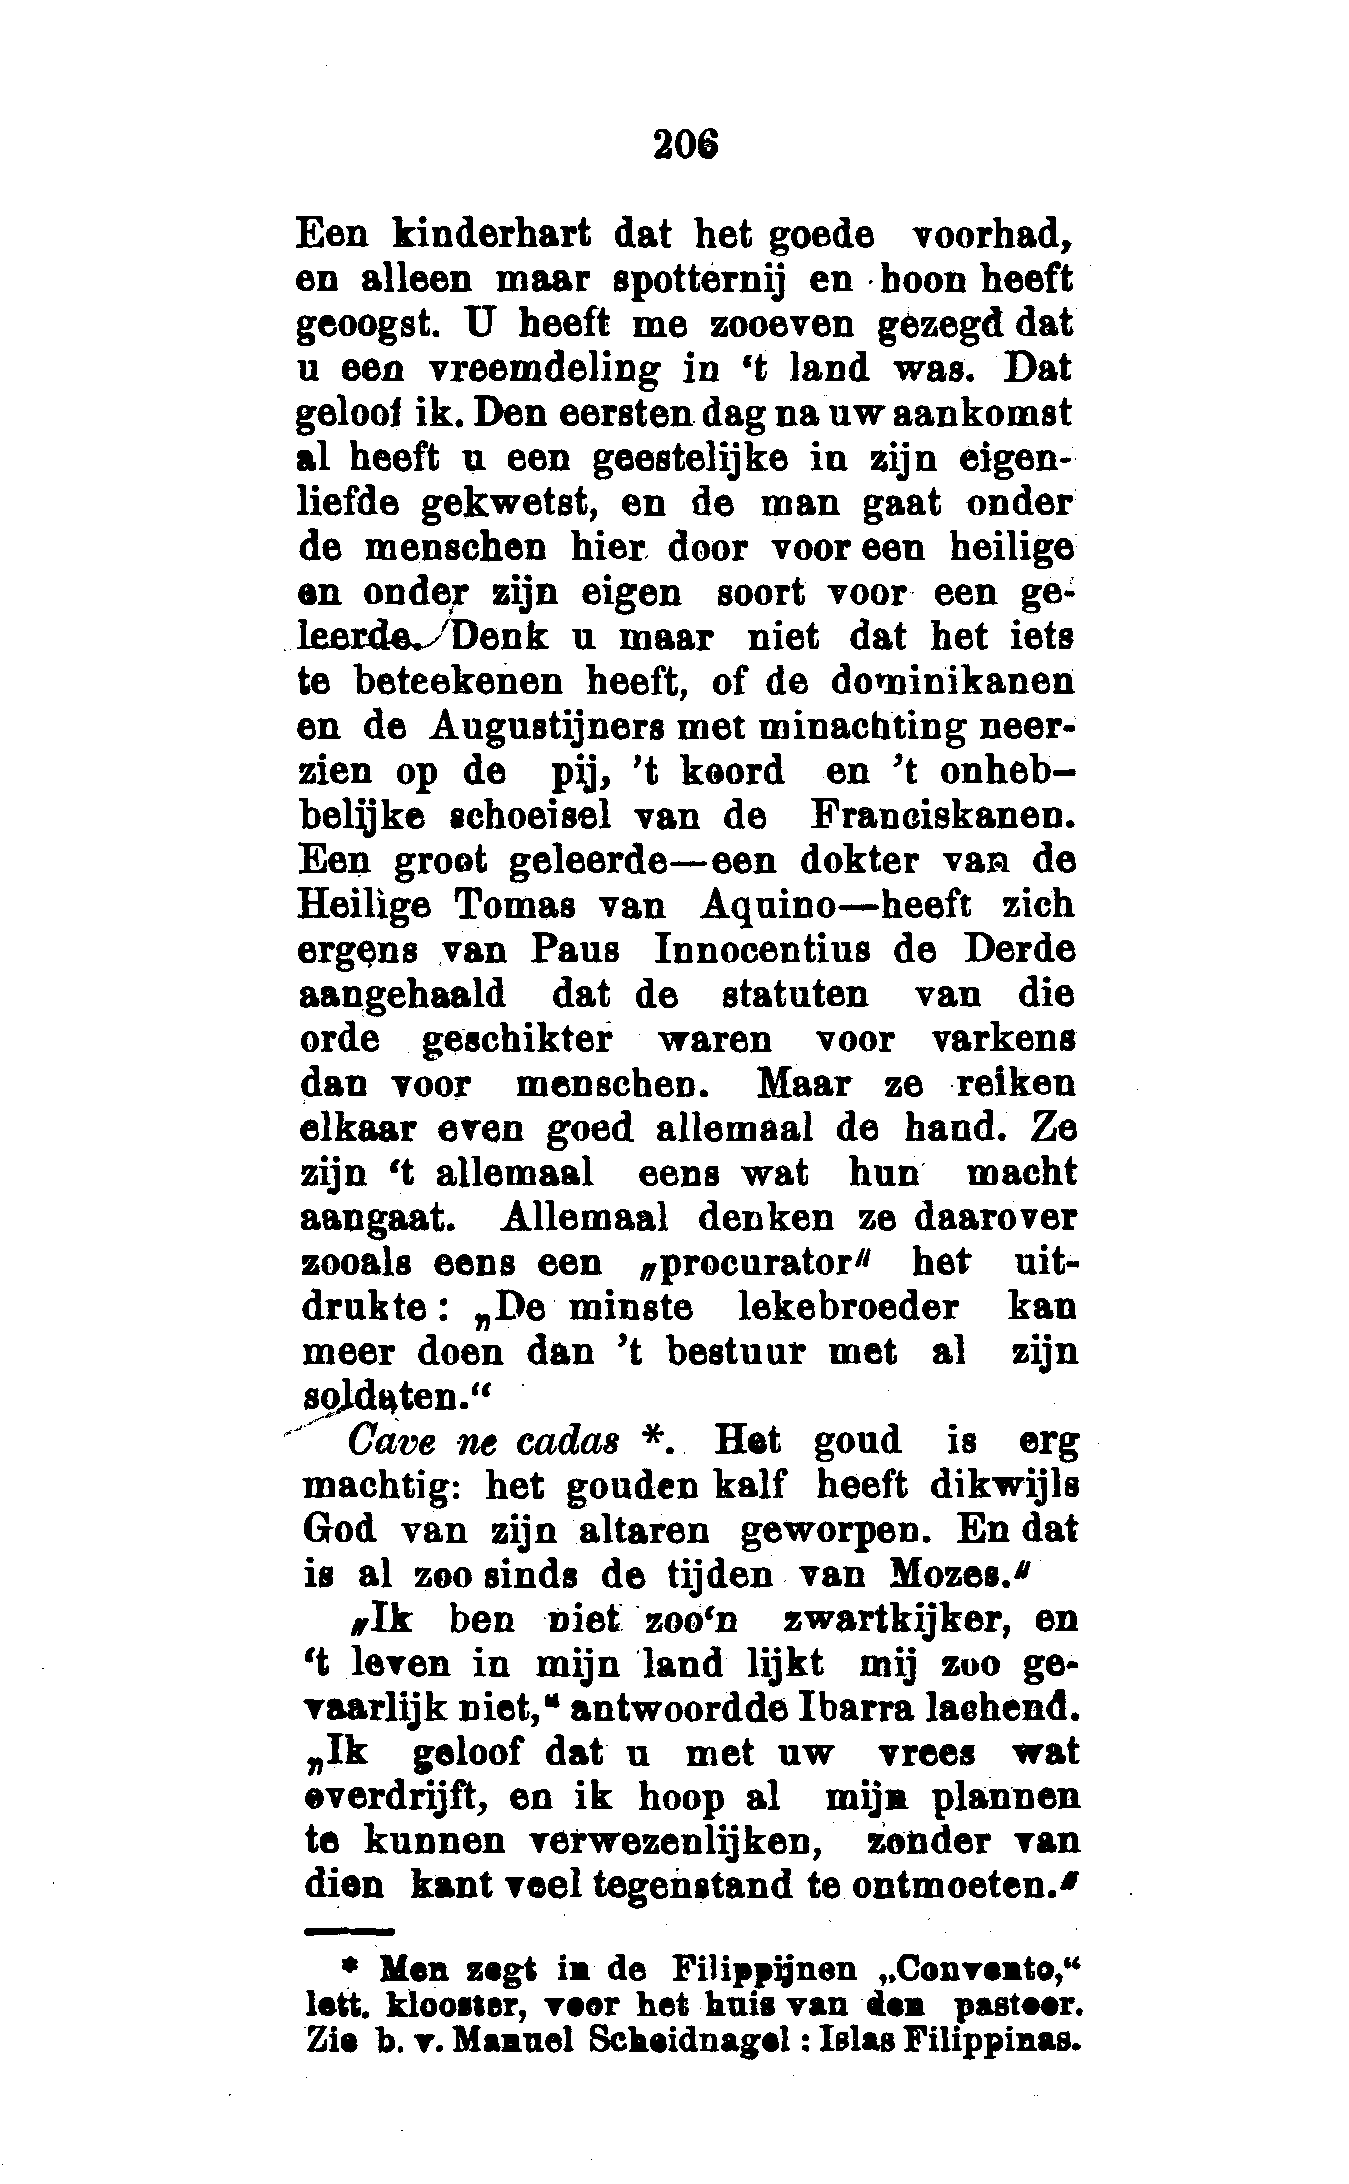 206
Een kinderhart dat het goede voorhad,
en alleen maar spotternij en hoon heeft
geoogst. U heeft me zooeven gezegd dat
u een vreemdeling in ‘t land was. Dat
geloof ik. Den eersten dag na uw aankomst
al heeft u een geestelijke in zijn eigen-
liefde gekwetst, en de man gaat onder
de menschen hier door voor een heilige
en onder zijn eigen soort voor een ge-
leerde. Denk u maar niet dat het iets
te beteekenen heeft, of de dominikanen
en de Augustijners met minachting neer-
zien op de pij, ’t koord en ’t onheb-
belijke schoeisel van de Franciskanen.
Een groot geleerde—een dokter van de
Heilige Tomas van Aquino—heeft zich
ergens van Paus Innocentius de Derde
aangehaald dat de statuten van die
orde geschikter waren voor varkens
dan voor menschen. Maar ze reiken
elkaar even goed allemaal de hand. Ze
zijn ‘t allemaal eens wat hun macht
aangaat. Allemaal denken ze daarover
zooals eens een „procurator" het uit-
drukte: „De minste lekebroeder kan
meer doen dan ’t bestuur met al zijn
soldaten.“
Cave ne cadas *. Het goud is erg
machtig: het gouden kalf heeft dikwijls
God van zijn altaren geworpen. En dat
is al zoo sinds de tijden van Mozes."
„Ik ben niet zoo‘n zwartkijker, en
‘t leven in mijn land lijkt mij zoo ge-
vaarlijk niet,“ antwoordde Ibarra lachend.
„Ik geloof dat u met uw vrees wat
overdrijft, en ik hoop al mijn plannen
te kunnen verwezenlijken, zonder van
dien kant veel tegenstand te ontmoeten."
* Men zegt in de Filippijnen „Convento,“
lett. klooster, voor het huis van den pastoor.
Zie b. v. Manuel Scheidnagel: Islas Filippinas.